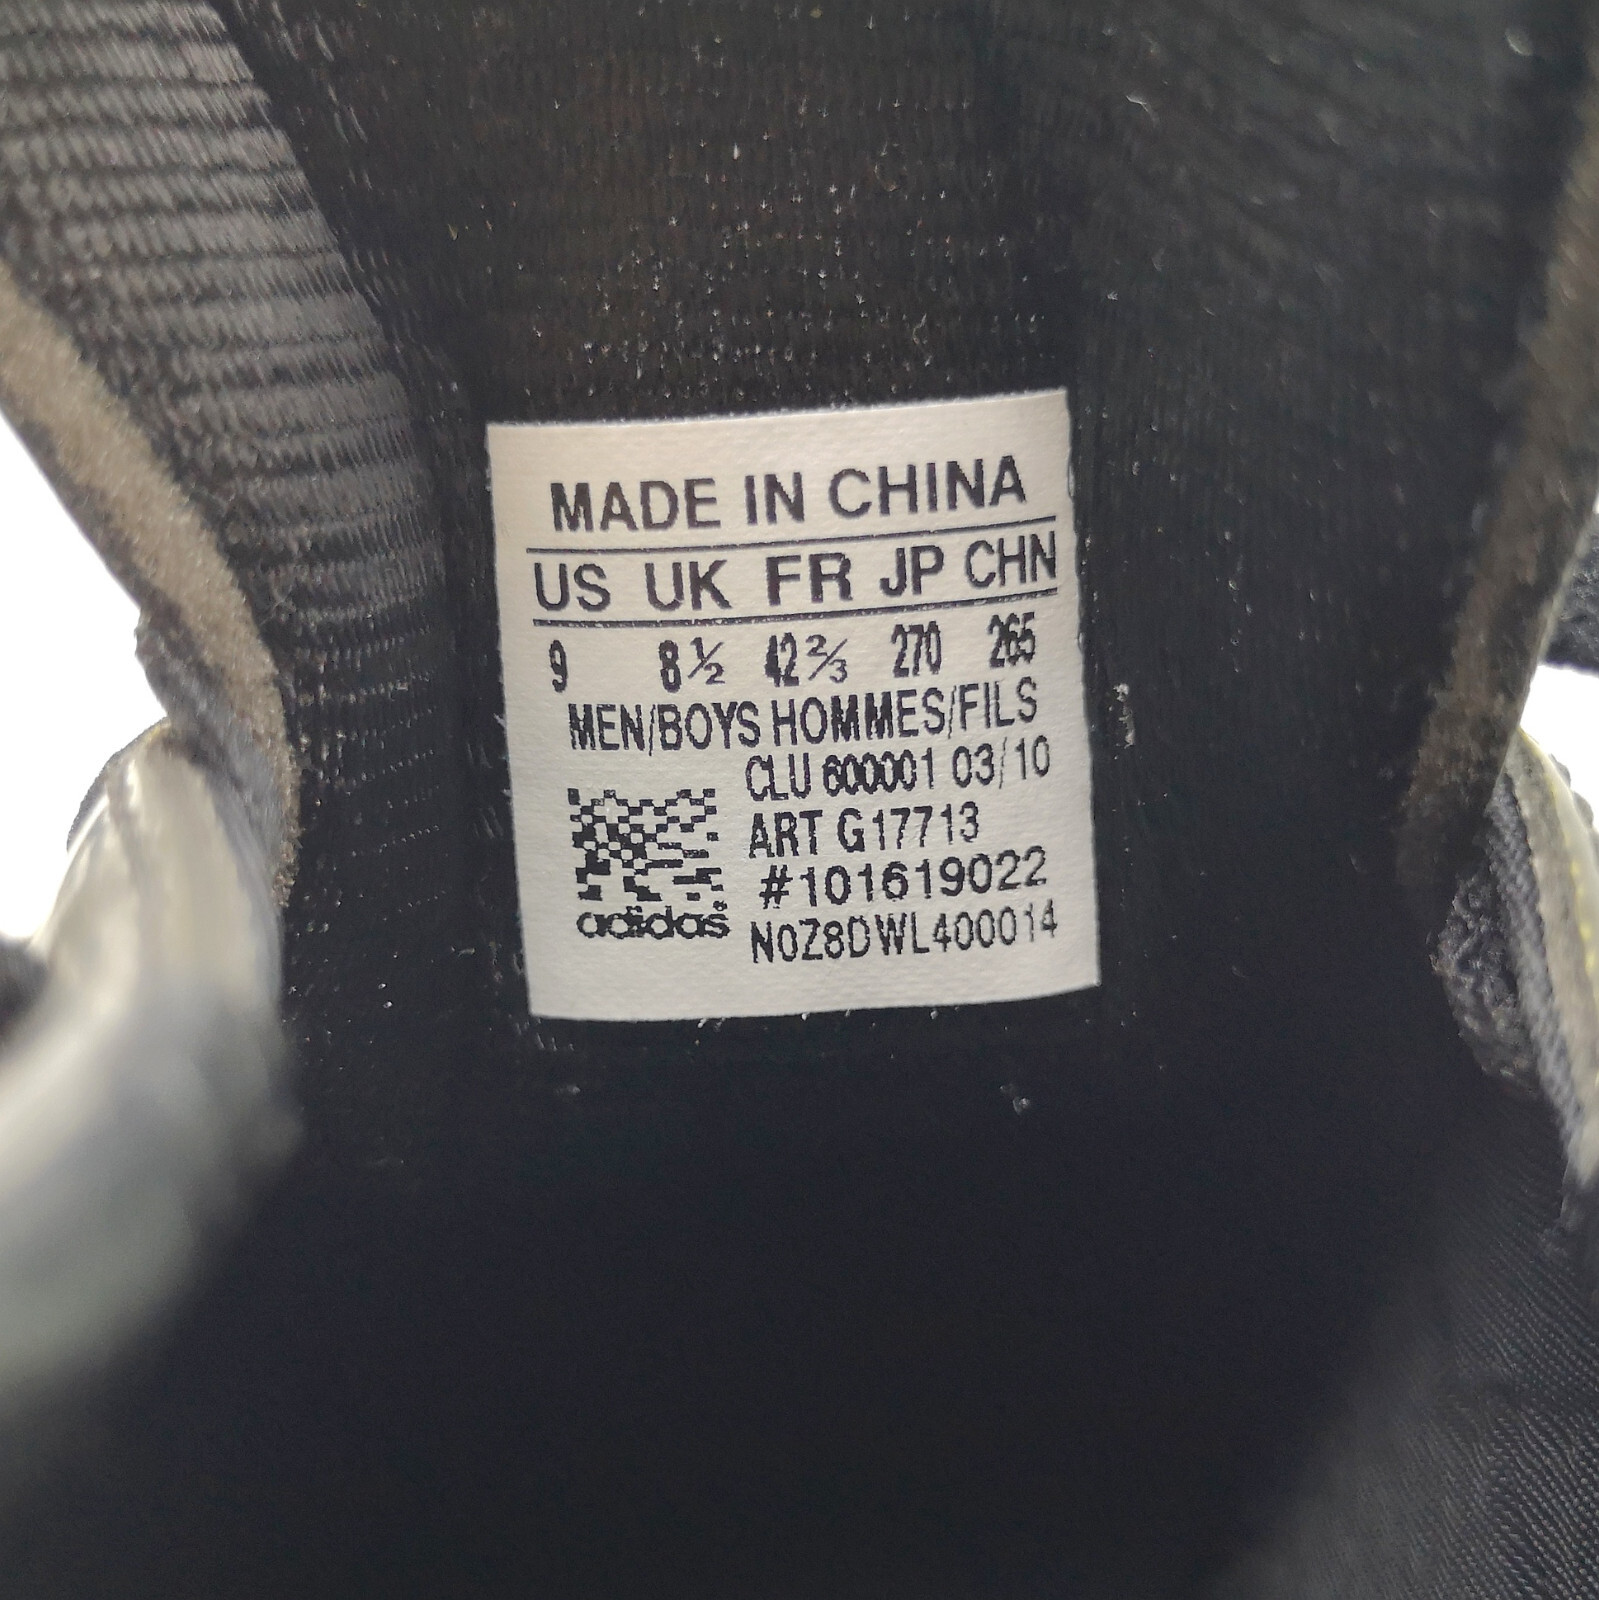 MADE IN CHINA
US UK FR JP CHN
9 8½ 42⅔ 270 265
MEN/BOYS HOMMES/FILS
CLU 600001 03/10
ART G17713
#101619022
adidas® N0Z8DWL400014